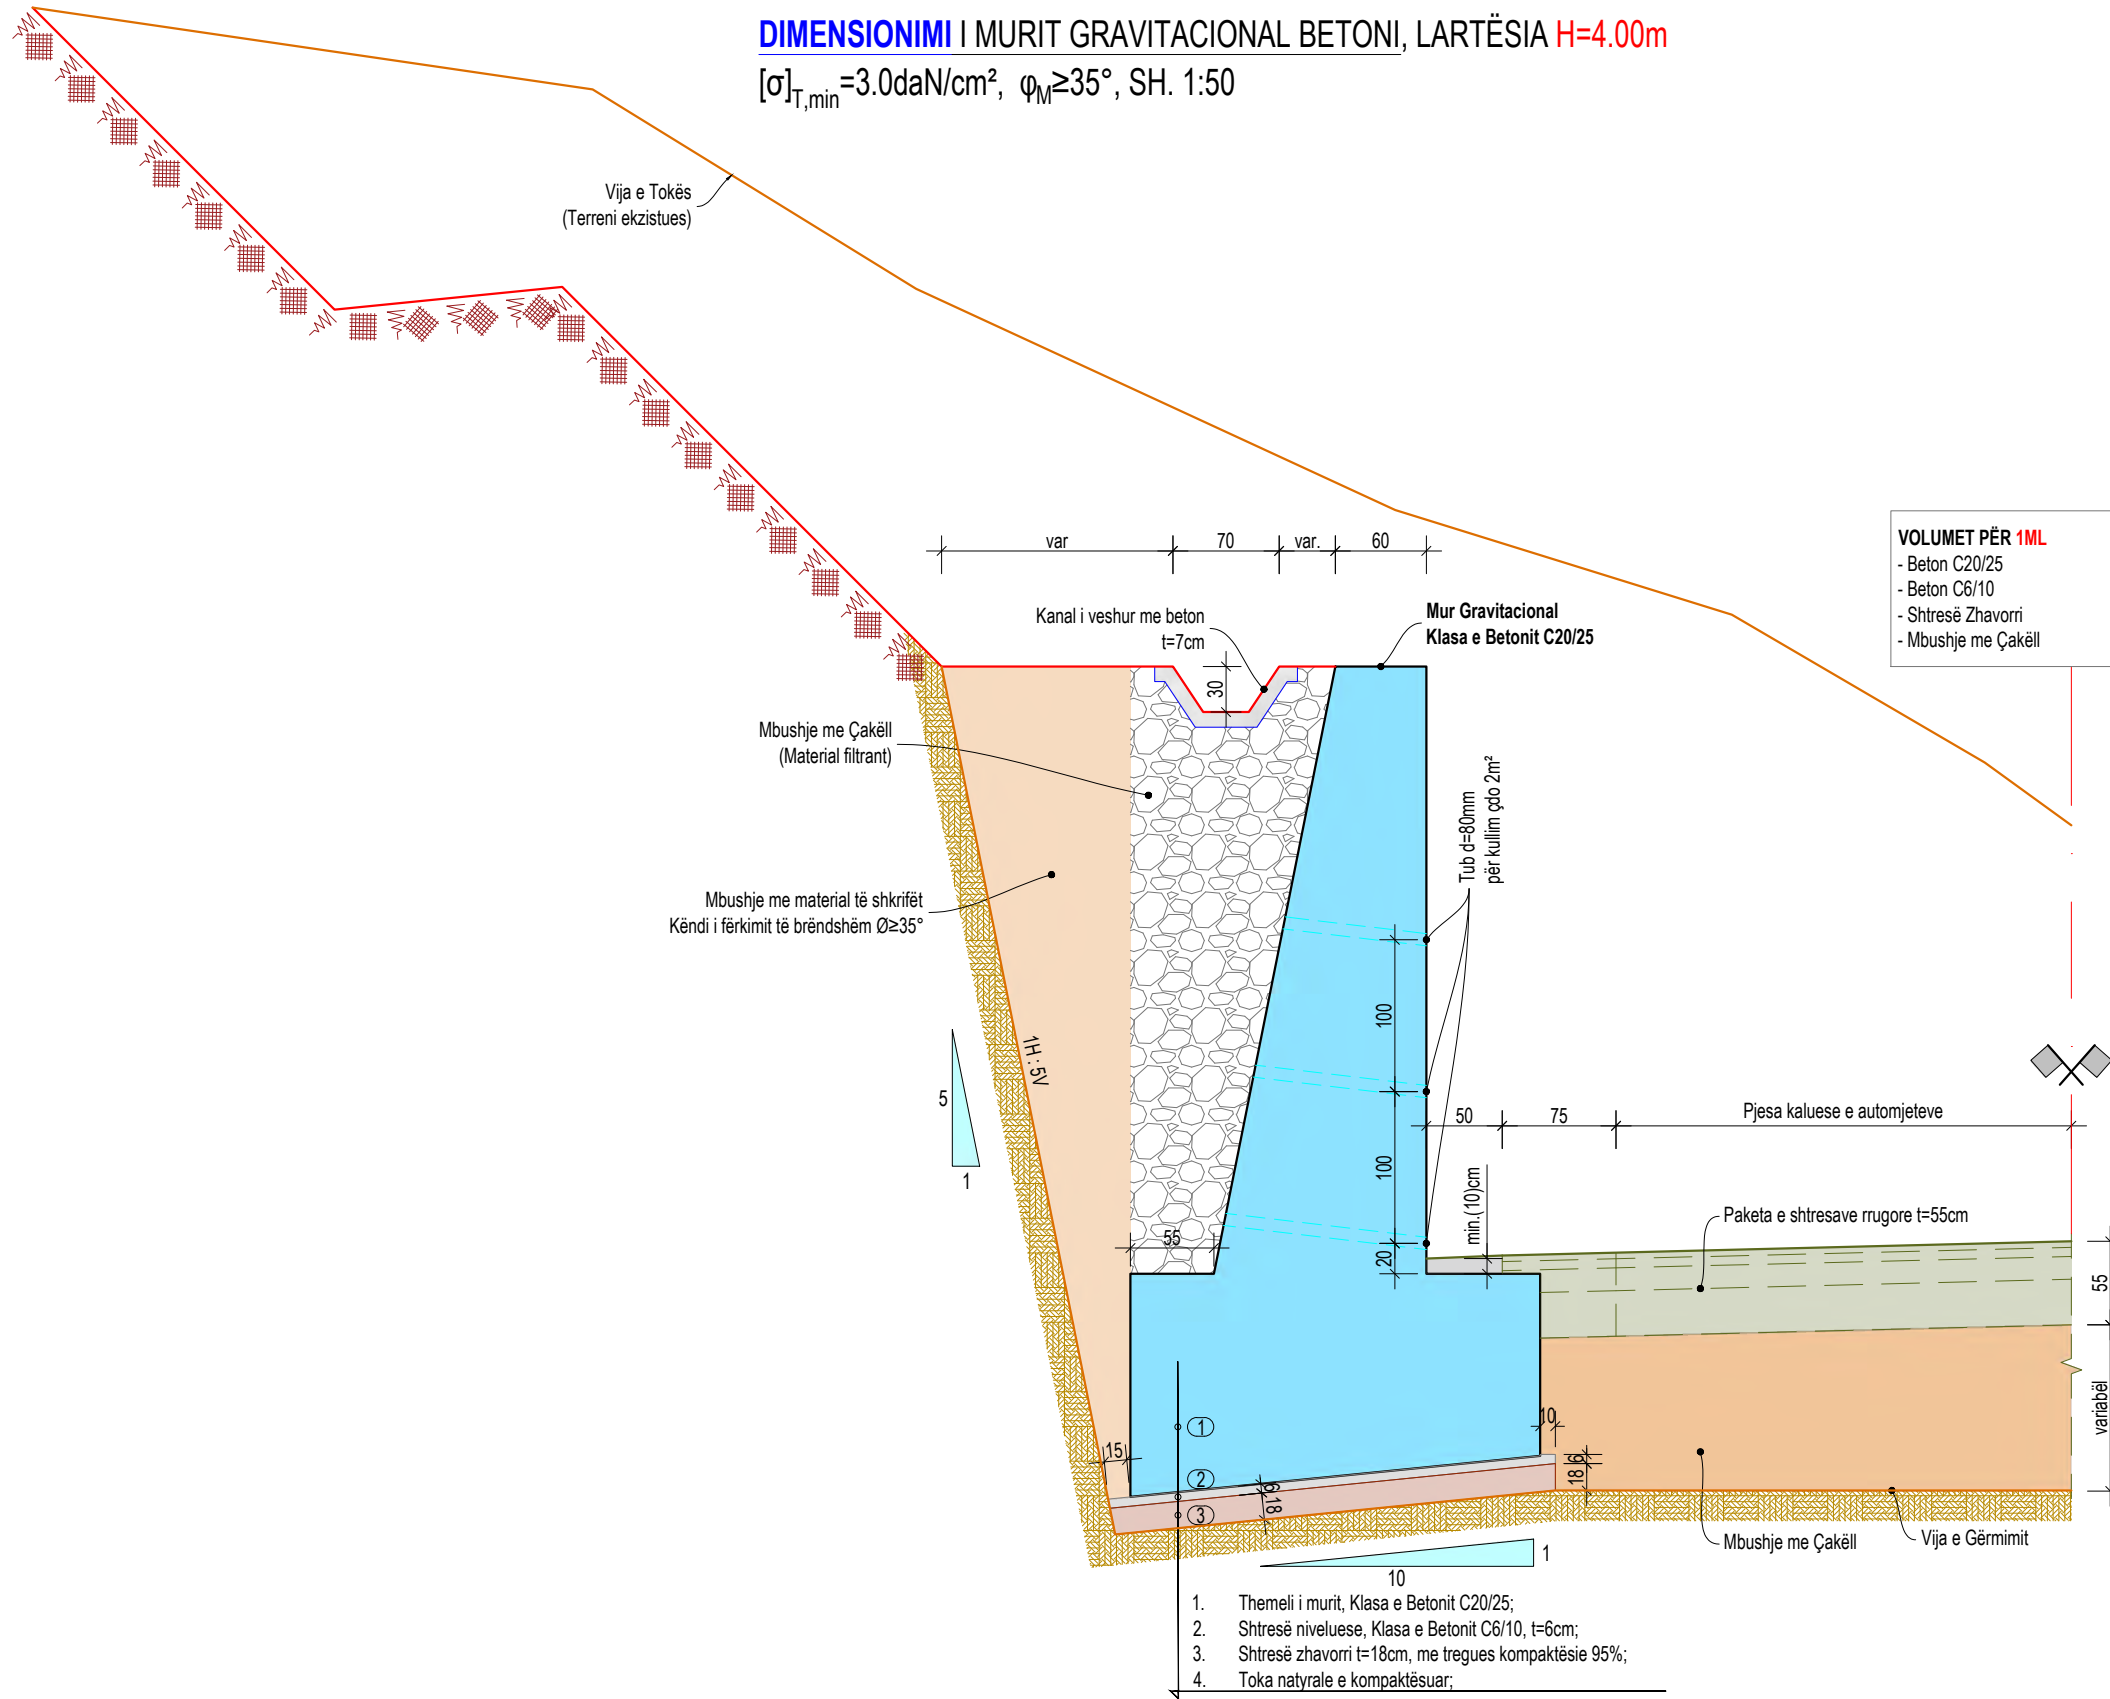 DIMENSIONIMI I MURIT GRAVITACIONAL BETONI, LARTËSIA H=4.00m
[σ]T,min=3.0daN/cm², φM≥35°, SH. 1:50
Vija e Tokës
(Terreni ekzistues)
VOLUMET PËR 1ML
- Beton C20/25
- Beton C6/10
- Shtresë Zhavorri
- Mbushje me Çakëll
var
70
var.
60
Kanal i veshur me beton
t=7cm
Mur Gravitacional
Klasa e Betonit C20/25
30
Mbushje me Çakëll
(Material filtrant)
Tub d=80mm
për kullim çdo 2m²
Mbushje me material të shkrifët
Këndi i fërkimit të brëndshëm Ø≥35°
100
1H : 5V
5
1
50
75
Pjesa kaluese e automjeteve
100
min.(10)cm
Paketa e shtresave rrugore t=55cm
55
20
55
variabël
10
1
15
2
6
18
6
18
3
Mbushje me Çakëll
Vija e Gërmimit
1
10
1. Themeli i murit, Klasa e Betonit C20/25;
2. Shtresë niveluese, Klasa e Betonit C6/10, t=6cm;
3. Shtresë zhavorri t=18cm, me tregues kompaktësie 95%;
4. Toka natyrale e kompaktësuar;